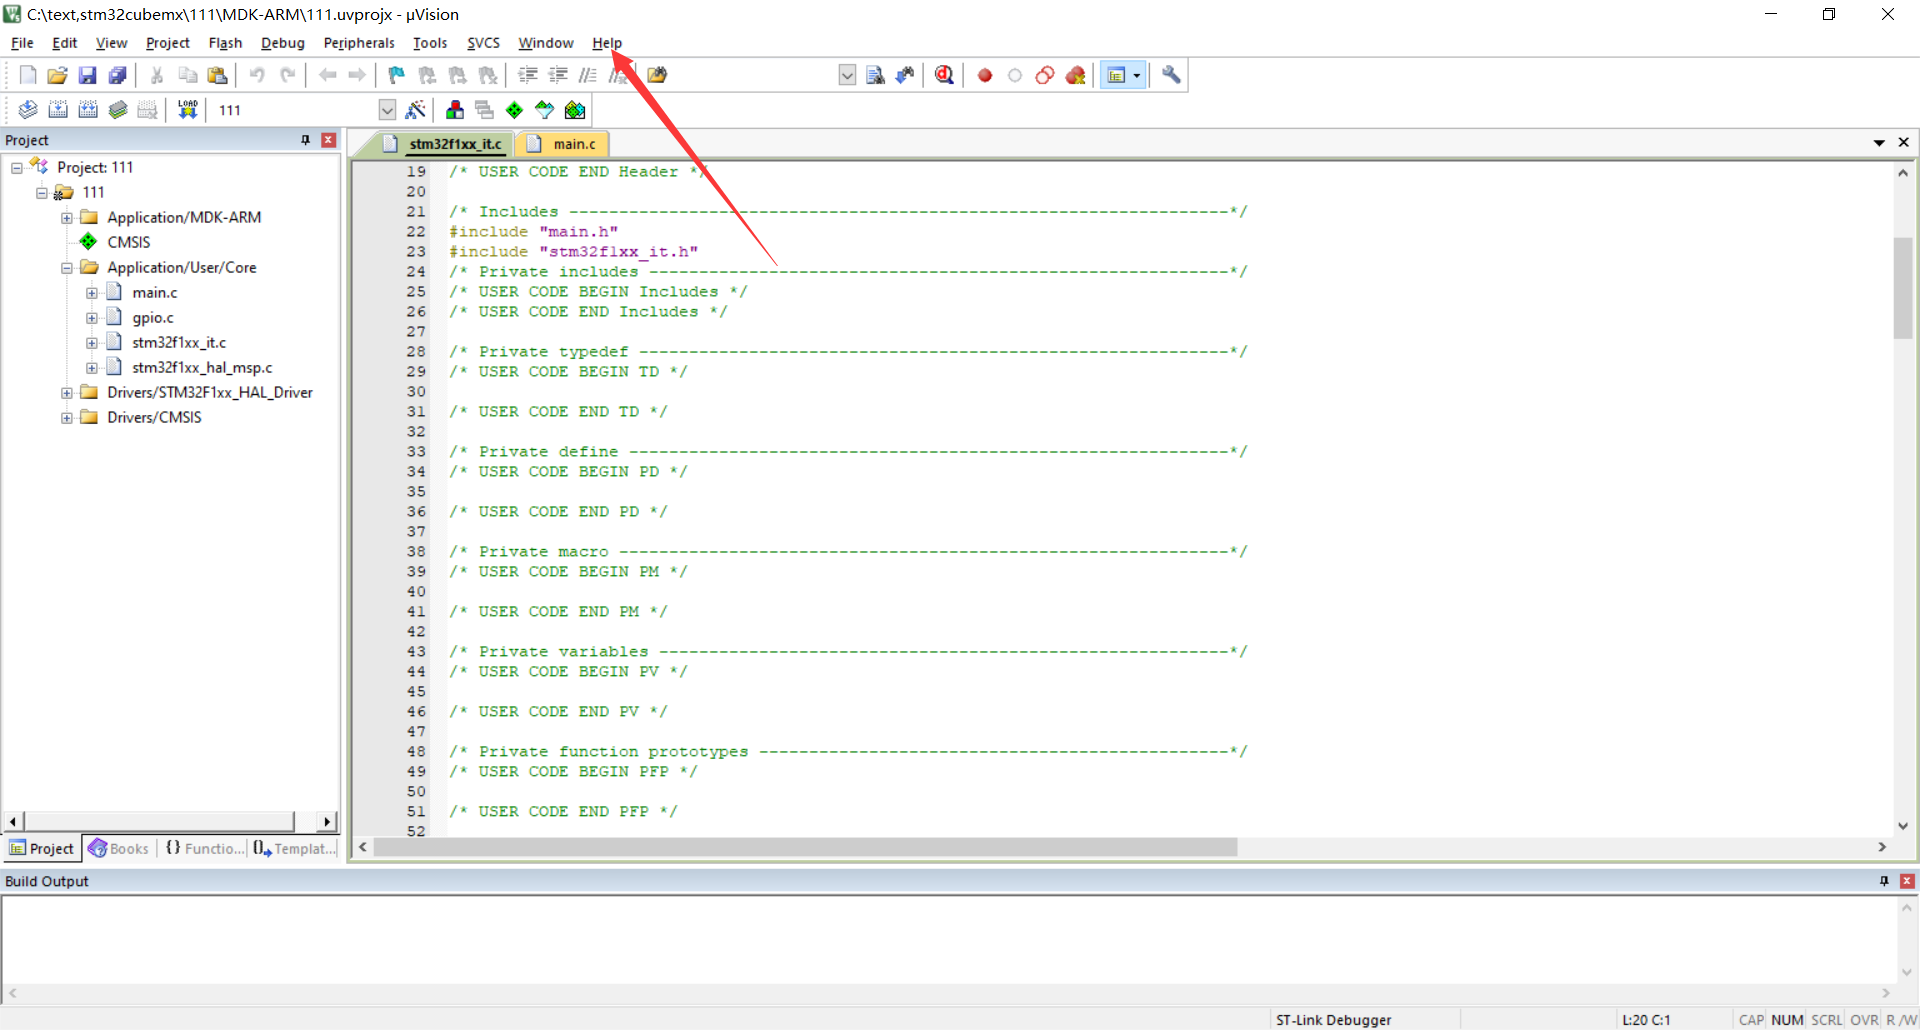 C:\text,stm32cubemx\111\MDK-ARM\111.uvprojx - µVision
File Edit View Project Flash Debug Peripherals Tools SVCS Window Help
LOAD 111
Project
Project: 111
111
Application/MDK-ARM
CMSIS
Application/User/Core
main.c
gpio.c
stm32f1xx_it.c
stm32f1xx_hal_msp.c
Drivers/STM32F1xx_HAL_Driver
Drivers/CMSIS
Project Books {} Functio... Templat...
stm32f1xx_it.c main.c
19 /* USER CODE END Header */
20
21 /* Includes ------------------------------------------------------------------*/
22 #include "main.h"
23 #include "stm32f1xx_it.h"
24 /* Private includes ----------------------------------------------------------*/
25 /* USER CODE BEGIN Includes */
26 /* USER CODE END Includes */
27
28 /* Private typedef -----------------------------------------------------------*/
29 /* USER CODE BEGIN TD */
30
31 /* USER CODE END TD */
32
33 /* Private define ------------------------------------------------------------*/
34 /* USER CODE BEGIN PD */
35
36 /* USER CODE END PD */
37
38 /* Private macro -------------------------------------------------------------*/
39 /* USER CODE BEGIN PM */
40
41 /* USER CODE END PM */
42
43 /* Private variables ---------------------------------------------------------*/
44 /* USER CODE BEGIN PV */
45
46 /* USER CODE END PV */
47
48 /* Private function prototypes -----------------------------------------------*/
49 /* USER CODE BEGIN PFP */
50
51 /* USER CODE END PFP */
52
Build Output
ST-Link Debugger L:20 C:1 CAP NUM SCRL OVR R/W